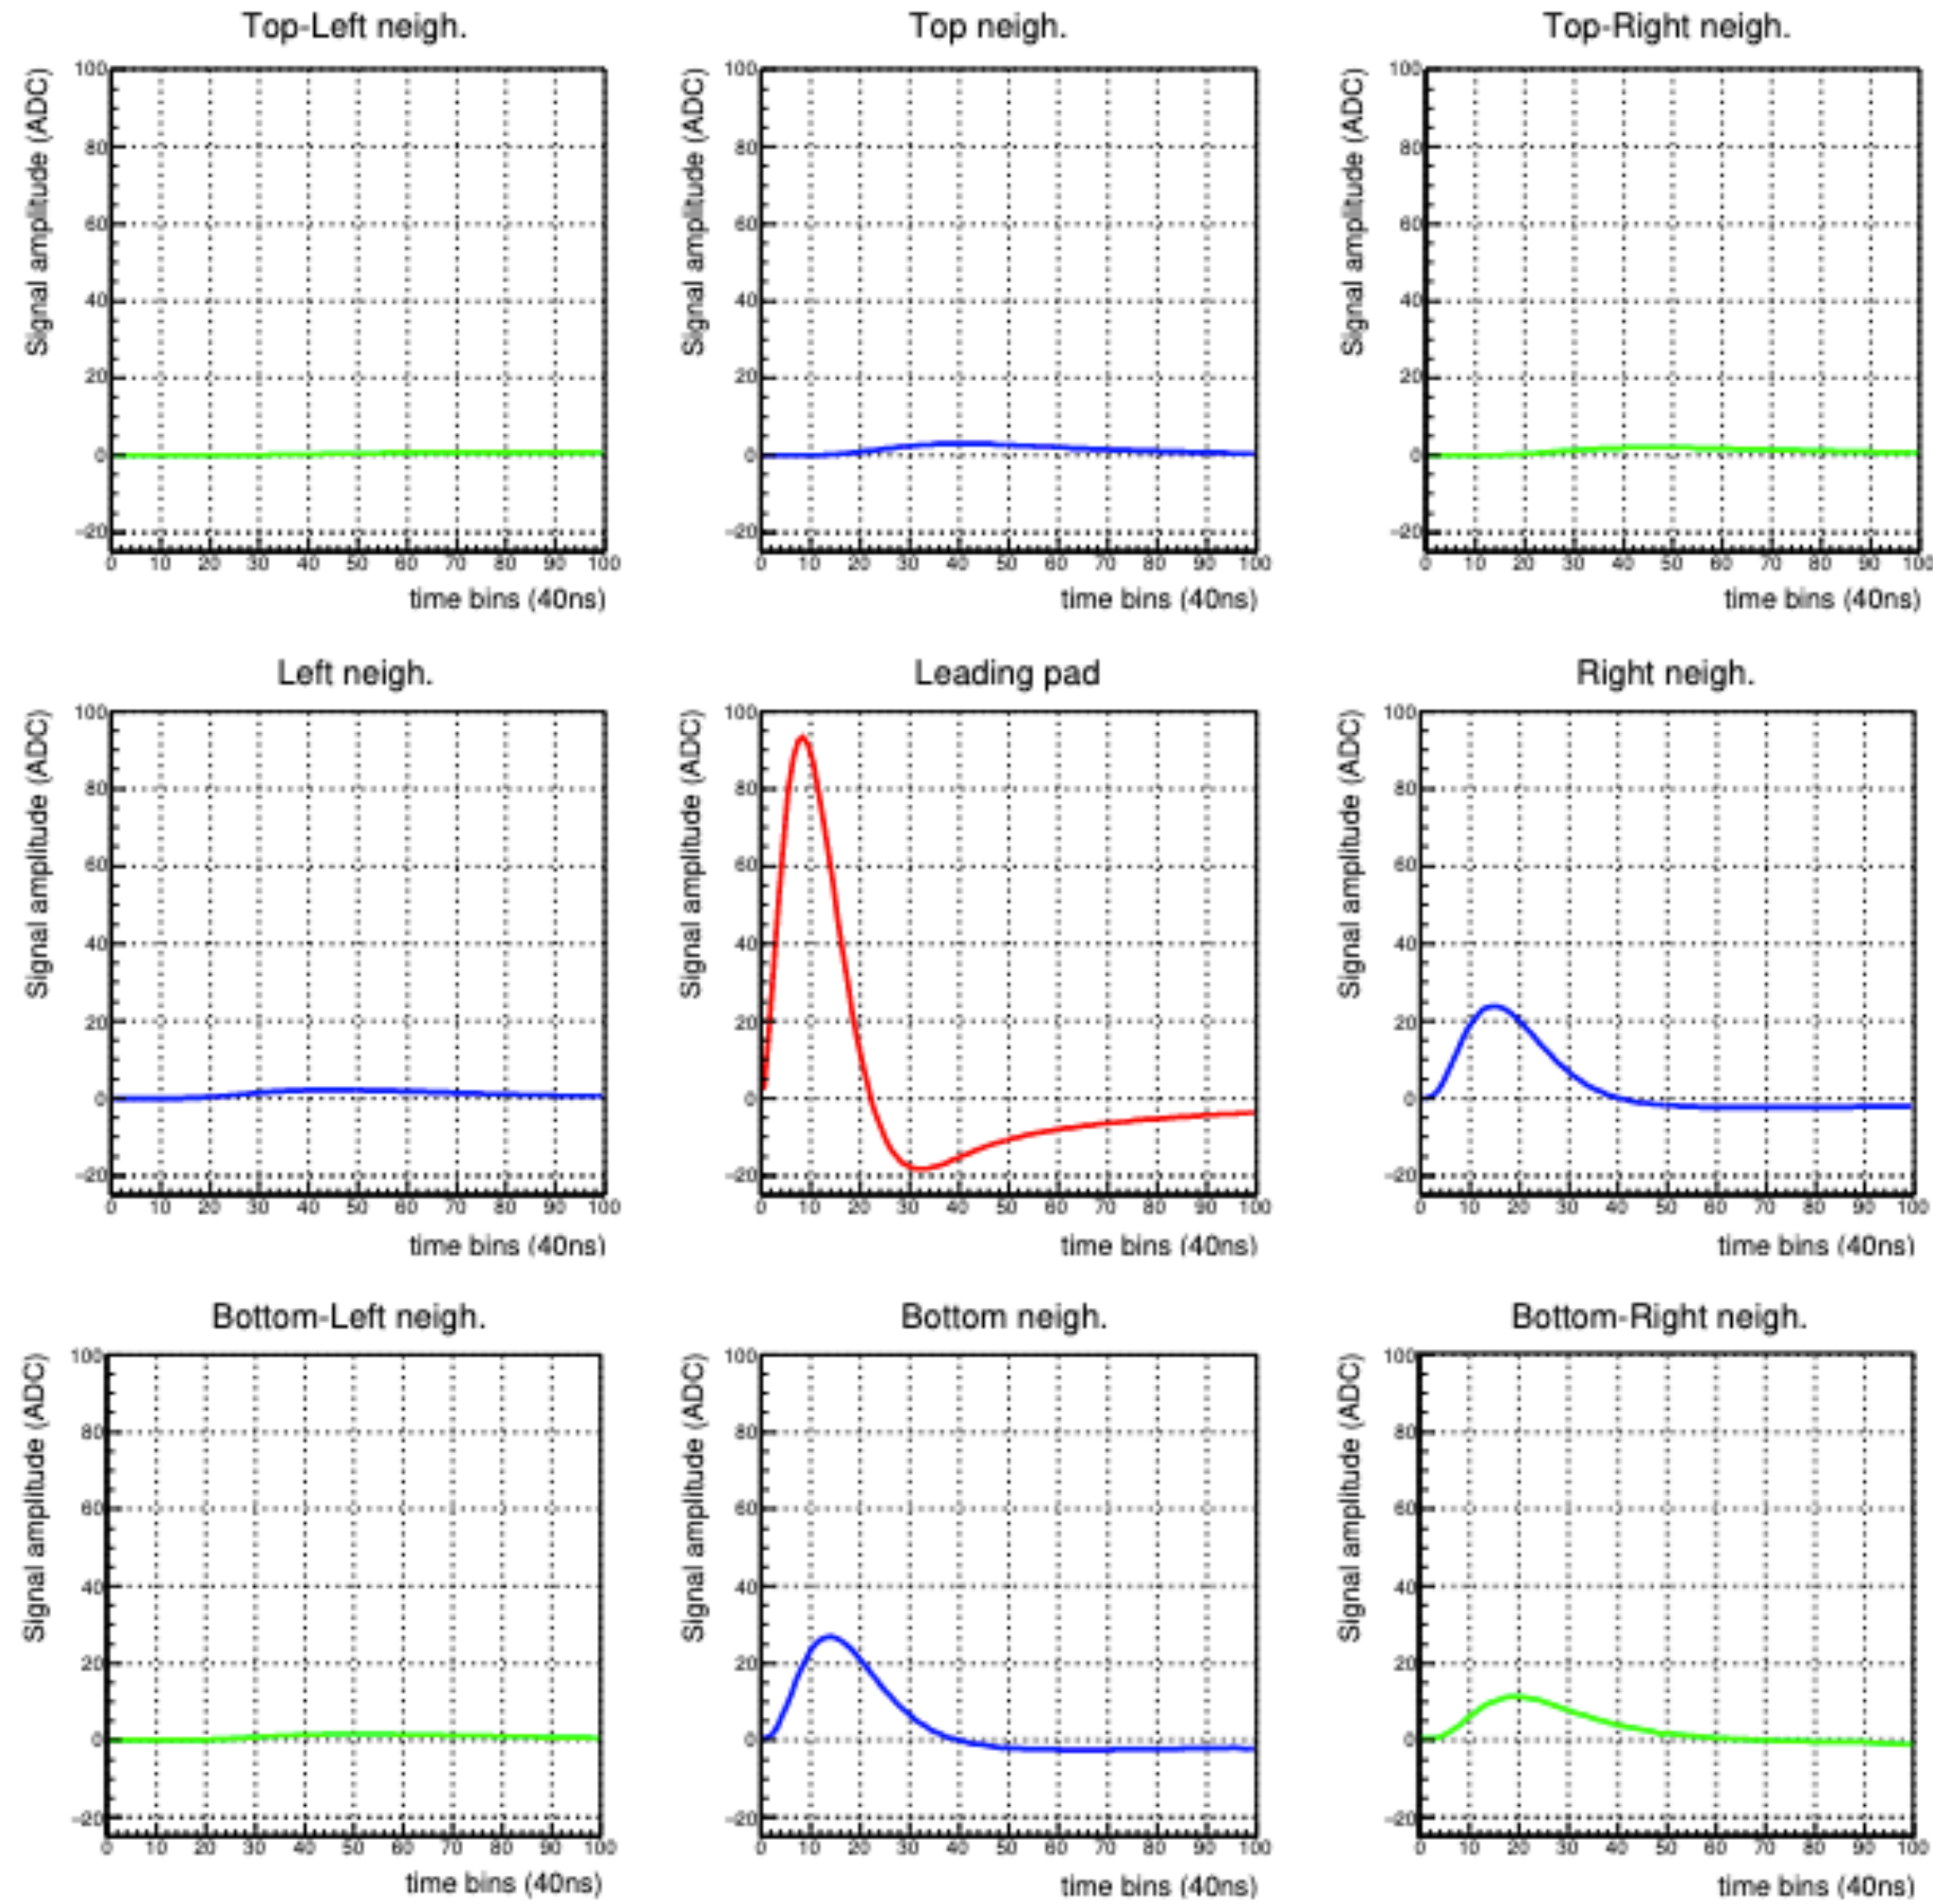 Top-Left neigh. Top neigh. Top-Right neigh.
Signal amplitude (ADC) Signal amplitude (ADC) Signal amplitude (ADC)
100 100 100
80 80 80
60 60 60
40 40 40
20 20 20
0 0 0
−20 −20 −20
0 10 20 30 40 50 60 70 80 90 100 0 10 20 30 40 50 60 70 80 90 100 0 10 20 30 40 50 60 70 80 90 100
time bins (40ns) time bins (40ns) time bins (40ns)
Left neigh. Leading pad Right neigh.
Signal amplitude (ADC) Signal amplitude (ADC) Signal amplitude (ADC)
100 100 100
80 80 80
60 60 60
40 40 40
20 20 20
0 0 0
−20 −20 −20
0 10 20 30 40 50 60 70 80 90 100 0 10 20 30 40 50 60 70 80 90 100 0 10 20 30 40 50 60 70 80 90 100
time bins (40ns) time bins (40ns) time bins (40ns)
Bottom-Left neigh. Bottom neigh. Bottom-Right neigh.
Signal amplitude (ADC) Signal amplitude (ADC) Signal amplitude (ADC)
100 100 100
80 80 80
60 60 60
40 40 40
20 20 20
0 0 0
−20 −20 −20
0 10 20 30 40 50 60 70 80 90 100 0 10 20 30 40 50 60 70 80 90 100 0 10 20 30 40 50 60 70 80 90 100
time bins (40ns) time bins (40ns) time bins (40ns)